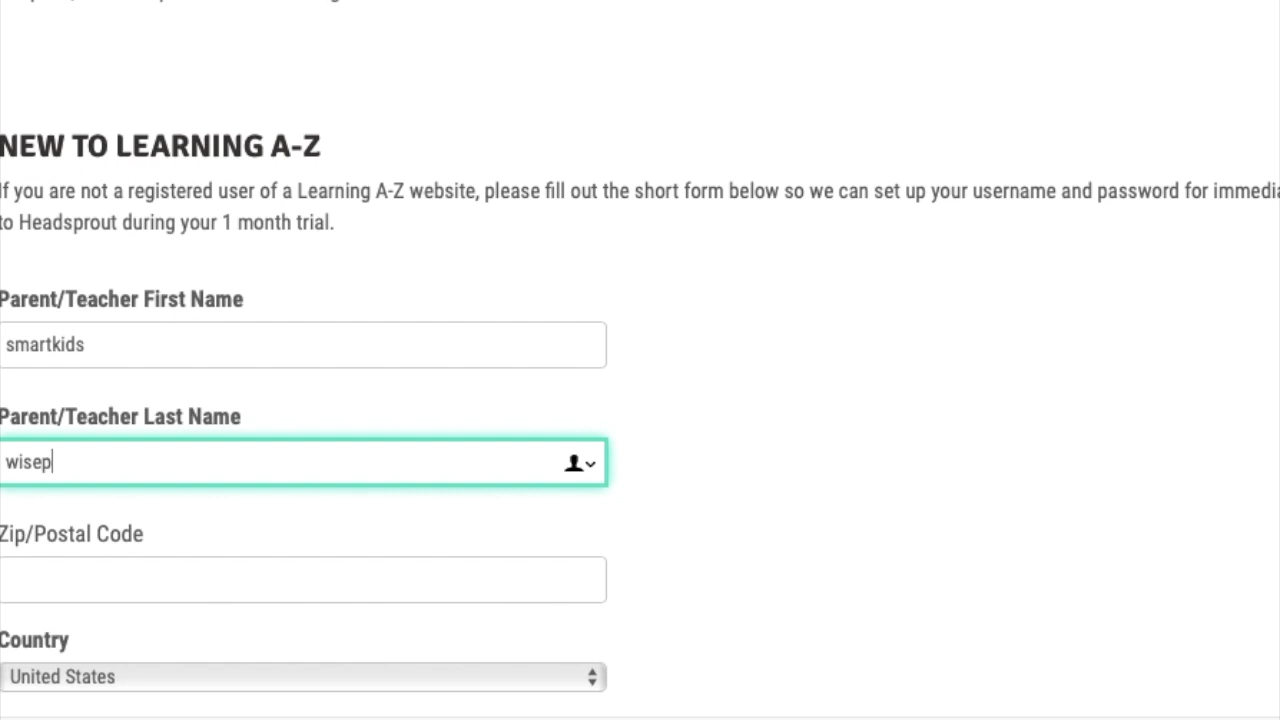 NEW TO LEARNING A-Z
If you are not a registered user of a Learning A-Z website, please fill out the short form below so we can set up your username and password for
to Headsprout during your 1 month trial.
Parent/Teacher First Name
smartkids
Parent/Teacher Last Name
wisep
Zip/Postal Code
Country
United States